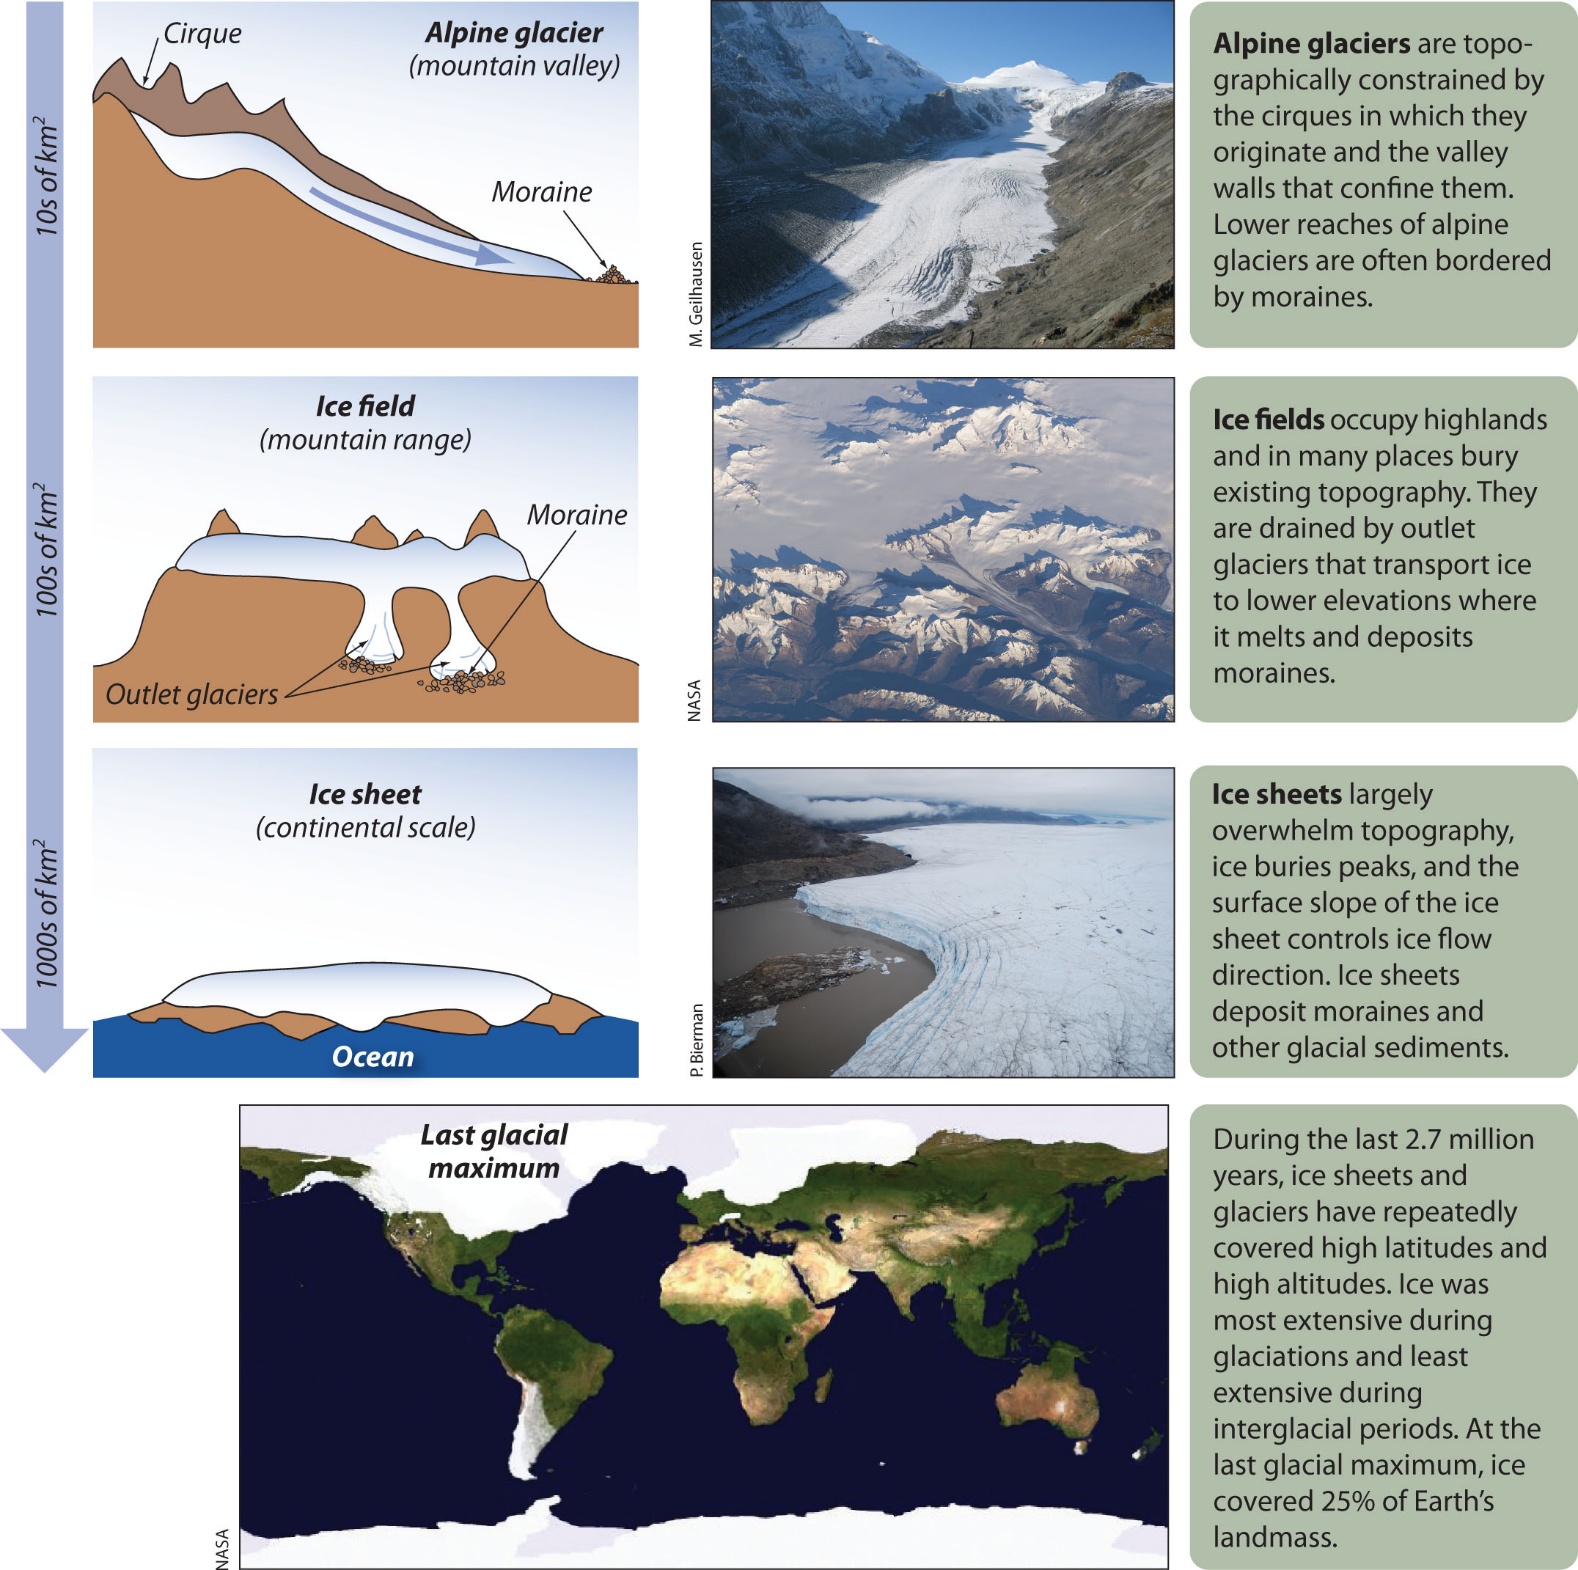 10s of km²
Cirque
Alpine glacier
(mountain valley)
Moraine
M. Geilhausen
Alpine glaciers are topo-
graphically constrained by
the cirques in which they
originate and the valley
walls that confine them.
Lower reaches of alpine
glaciers are often bordered
by moraines.
100s of km²
Ice field
(mountain range)
Moraine
Outlet glaciers
NASA
Ice fields occupy highlands
and in many places bury
existing topography. They
are drained by outlet
glaciers that transport ice
to lower elevations where
it melts and deposits
moraines.
1000s of km²
Ice sheet
(continental scale)
Ocean
P. Bierman
Ice sheets largely
overwhelm topography,
ice buries peaks, and the
surface slope of the ice
sheet controls ice flow
direction. Ice sheets
deposit moraines and
other glacial sediments.
Last glacial
maximum
NASA
During the last 2.7 million
years, ice sheets and
glaciers have repeatedly
covered high latitudes and
high altitudes. Ice was
most extensive during
glaciations and least
extensive during
interglacial periods. At the
last glacial maximum, ice
covered 25% of Earth's
landmass.